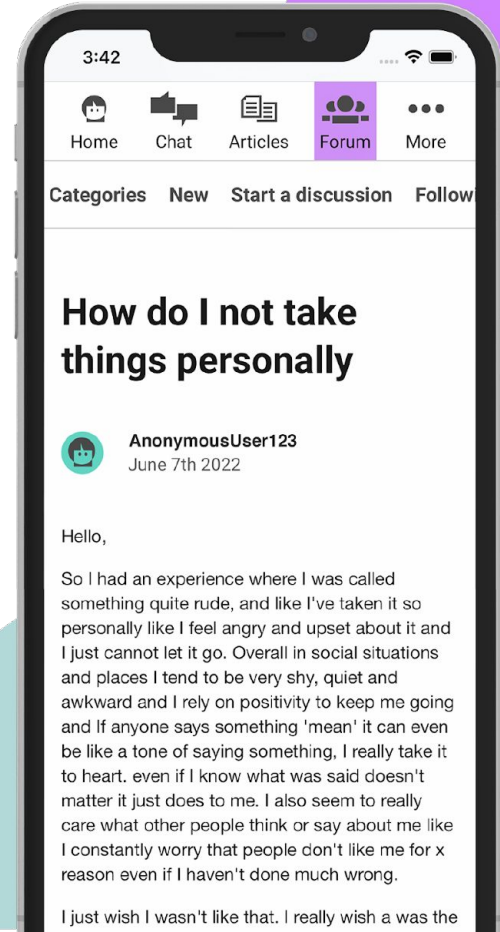 3:42
Home Chat Articles Forum More
Categories New Start a discussion Followi
How do I not take
things personally
AnonymousUser123
June 7th 2022
Hello,
So I had an experience where I was called
something quite rude, and like I've taken it so
personally like I feel angry and upset about it and
I just cannot let it go. Overall in social situations
and places I tend to be very shy, quiet and
awkward and I rely on positivity to keep me going
and If anyone says something 'mean' it can even
be like a tone of saying something, I really take it
to heart. even if I know what was said doesn't
matter it just does to me. I also seem to really
care what other people think or say about me like
I constantly worry that people don't like me for x
reason even if I haven't done much wrong.
I just wish I wasn't like that. I really wish a was the